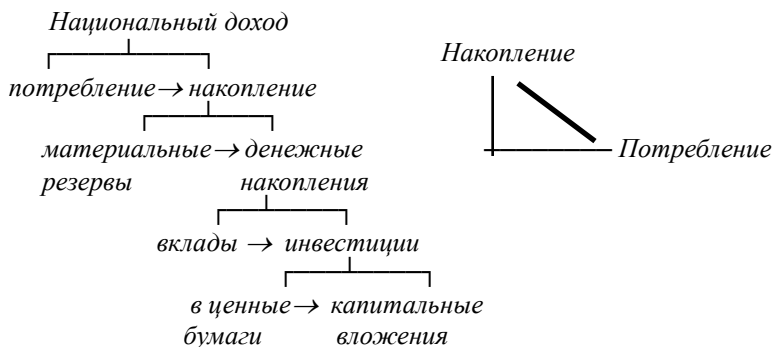 Национальный доход
Накопление
потребление → накопление
материальные → денежные
Потребление
резервы накопления
вклады → инвестиции
в ценные → капитальные
бумаги вложения